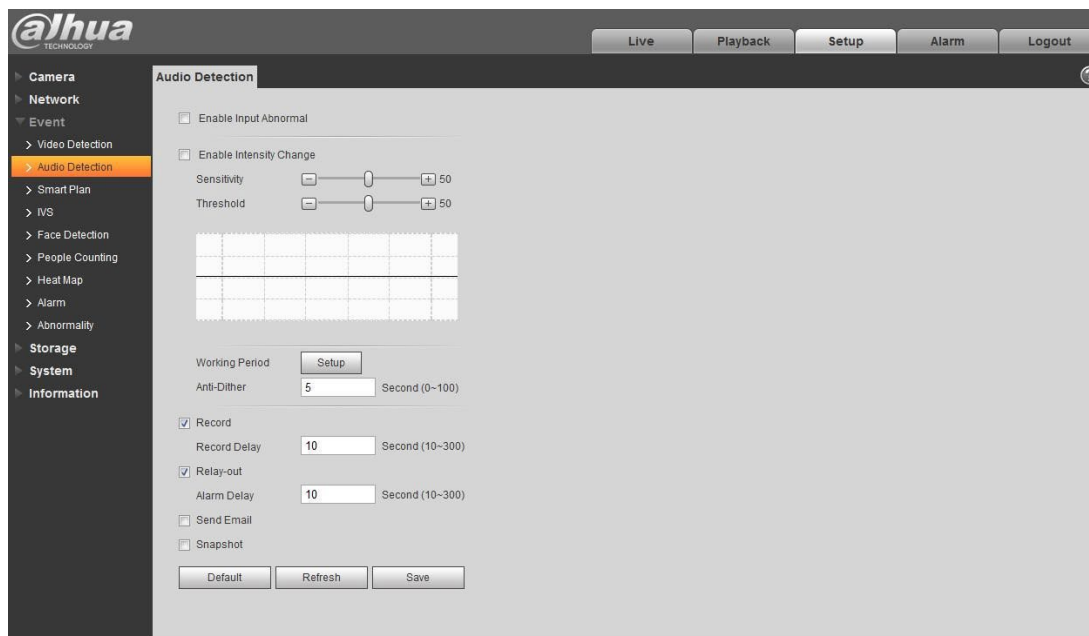 alhua
TECHNOLOGY
Live Playback Setup Alarm Logout
Camera
Network
Event
Video Detection
Audio Detection
Smart Plan
IVS
Face Detection
People Counting
Heat Map
Alarm
Abnormality
Storage
System
Information
Audio Detection
Enable Input Abnormal
Enable Intensity Change
Sensitivity 50
Threshold 50
Working Period Setup
Anti-Dither 5 Second (0~100)
Record
Record Delay 10 Second (10~300)
Relay-out
Alarm Delay 10 Second (10~300)
Send Email
Snapshot
Default Refresh Save